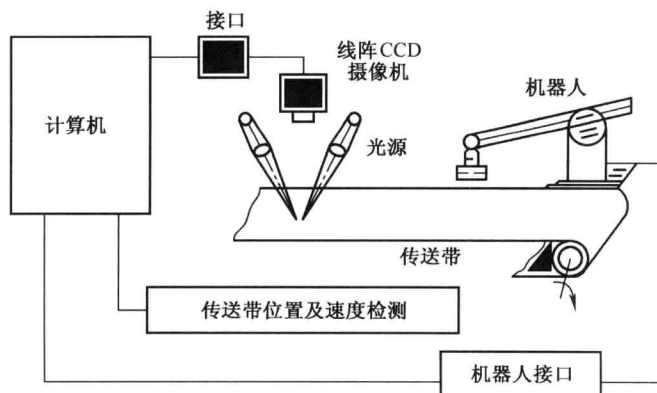 接口
线阵CCD
摄像机
机器人
计算机
光源
传送带
传送带位置及速度检测
机器人接口